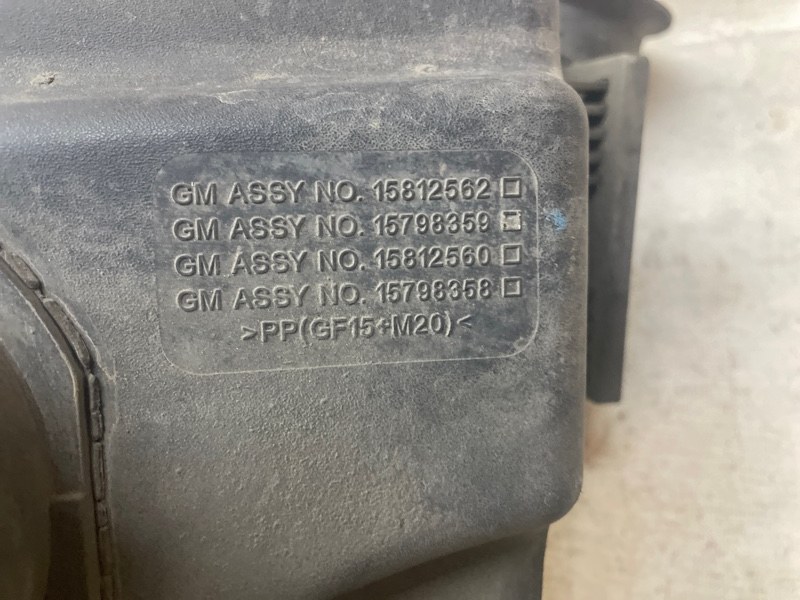 GM ASSY NO. 15812562 □
GM ASSY NO. 15798359 □
GM ASSY NO. 15812560 □
GM ASSY NO. 15798358 □
>PP(GF15+M20)<